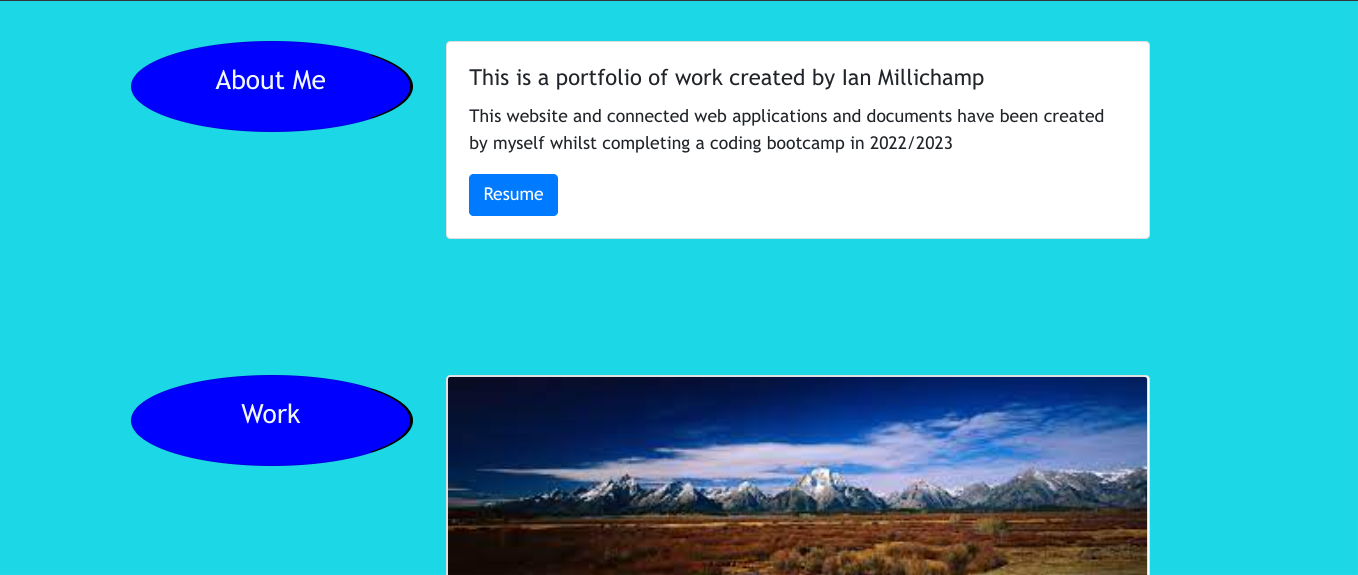 About Me
This is a portfolio of work created by Ian Millichamp
This website and connected web applications and documents have been created
by myself whilst completing a coding bootcamp in 2022/2023
Resume
Work